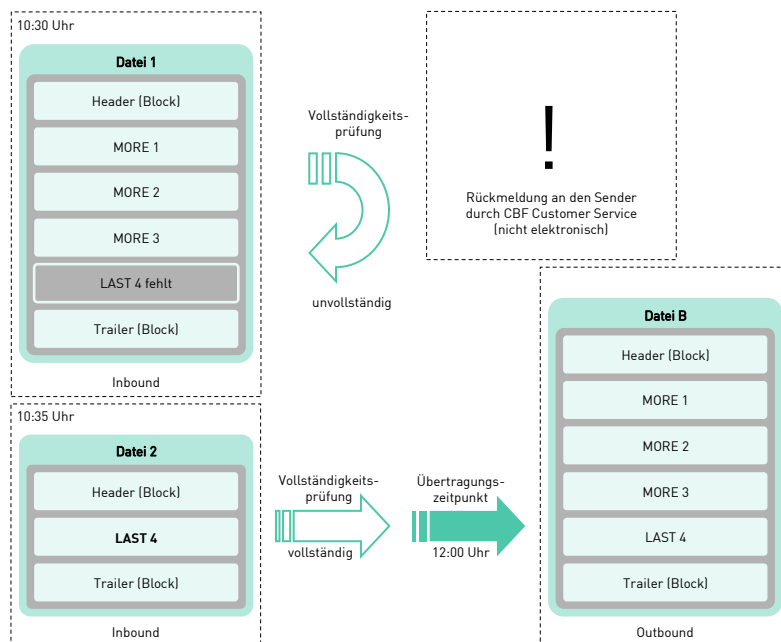 10:30 Uhr
Datei 1
Header (Block)
MORE 1
MORE 2
MORE 3
LAST 4 fehlt
Trailer (Block)
Inbound
Vollständigkeits-
prüfung
unvollständig
!
Rückmeldung an den Sender
durch CBF Customer Service
(nicht elektronisch)
10:35 Uhr
Datei 2
Header (Block)
LAST 4
Trailer (Block)
Inbound
Vollständigkeits-
prüfung
vollständig
Übertragungs-
zeitpunkt
12:00 Uhr
Datei B
Header (Block)
MORE 1
MORE 2
MORE 3
LAST 4
Trailer (Block)
Outbound